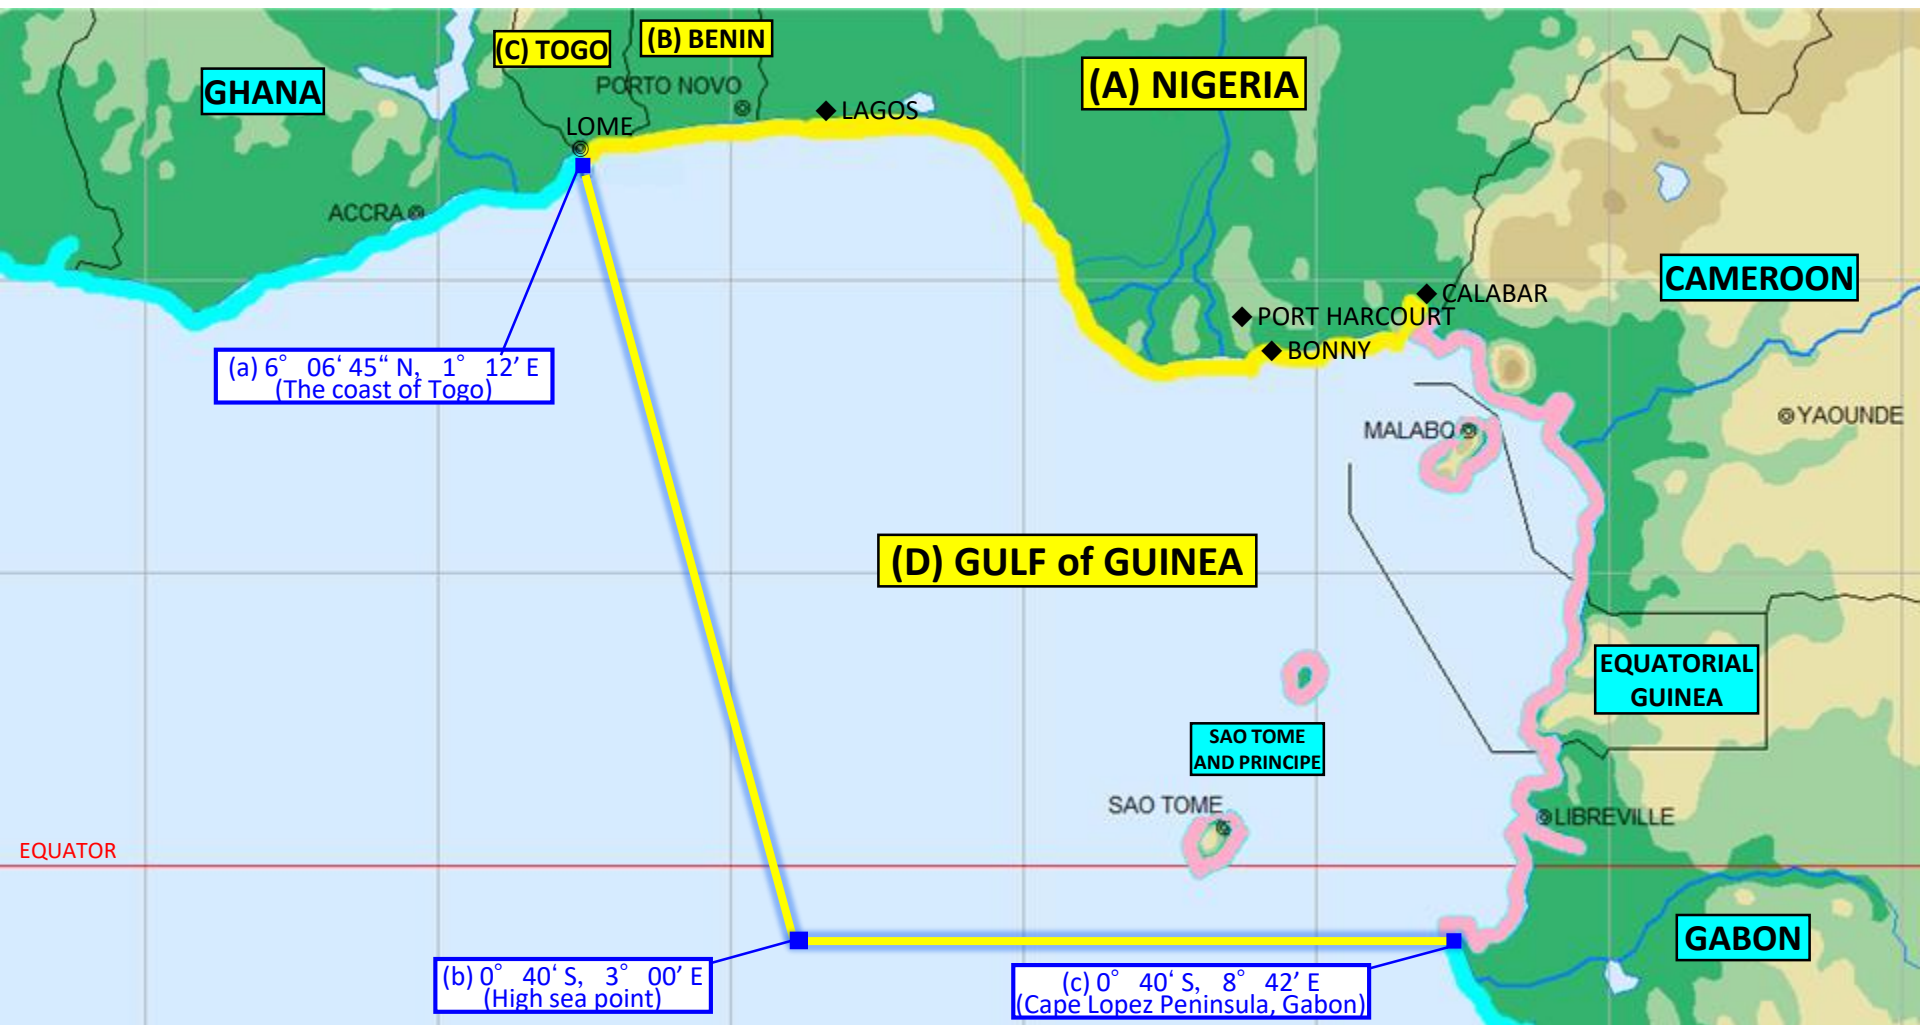 (C) TOGO
(B) BENIN
GHANA
PORTO NOVO
(A) NIGERIA
LAGOS
LOME
ACCRA
CAMEROON
CALABAR
PORT HARCOURT
BONNY
(a) 6° 06‘ 45“ N, 1° 12’ E
(The coast of Togo)
YAOUNDE
MALABO
(D) GULF of GUINEA
EQUATORIAL
GUINEA
SAO TOME
AND PRINCIPE
SAO TOME
LIBREVILLE
EQUATOR
GABON
(b) 0° 40‘ S, 3° 00’ E
(High sea point)
(c) 0° 40‘ S, 8° 42’ E
(Cape Lopez Peninsula, Gabon)